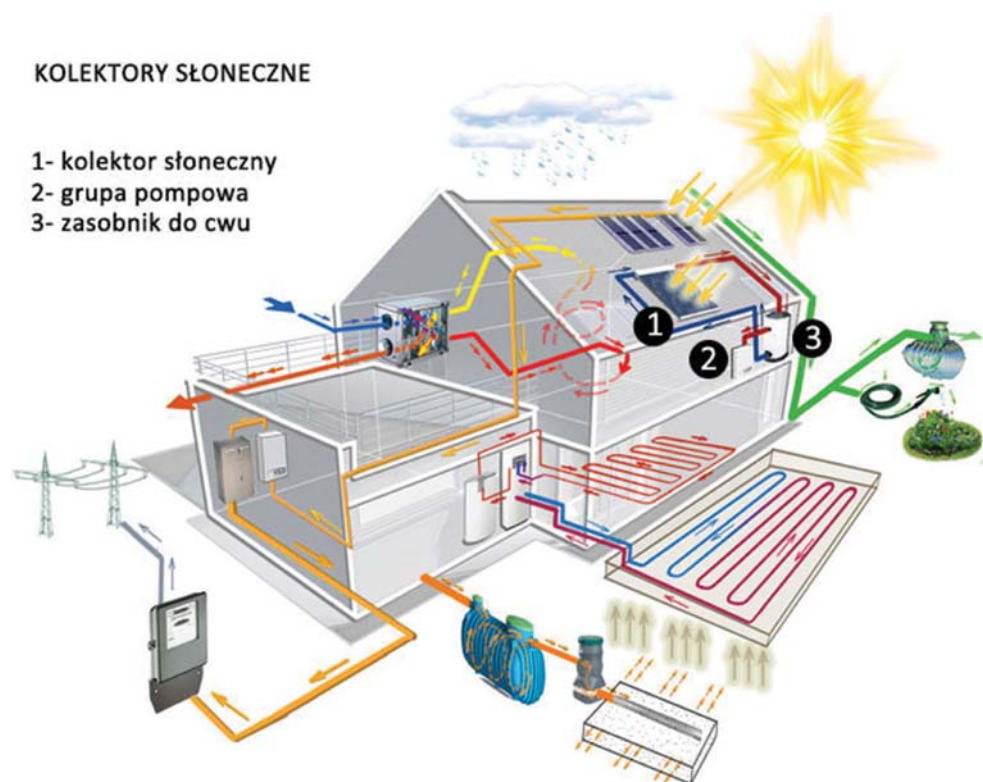 KOLEKTORY SŁONECZNE
1- kolektor słoneczny
2- grupa pompowa
3- zasobnik do cwu
1
2
3